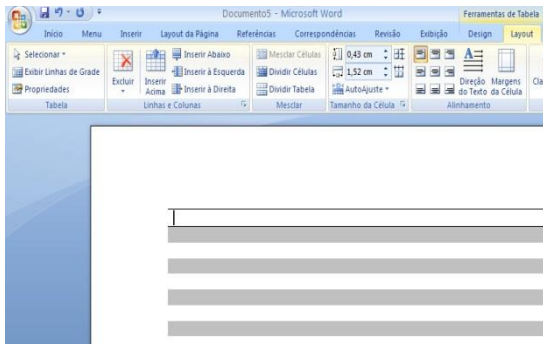 Documento5 - Microsoft Word
Ferramentas de Tabela
Início Menu Inserir Layout da Página Referências Correspondências Revisão Exibição Design Layout
Selecionar
Exibir Linhas de Grade
Propriedades
Tabela
Excluir
Inserir Acima
Inserir Abaixo
Inserir à Esquerda
Inserir à Direita
Linhas e Colunas
Mesclar Células
Dividir Células
Dividir Tabela
Mesclar
0,43 cm
1,52 cm
AutoAjuste
Tamanho da Célula
Direção do Texto
Margens da Célula
Alinhamento
Cla